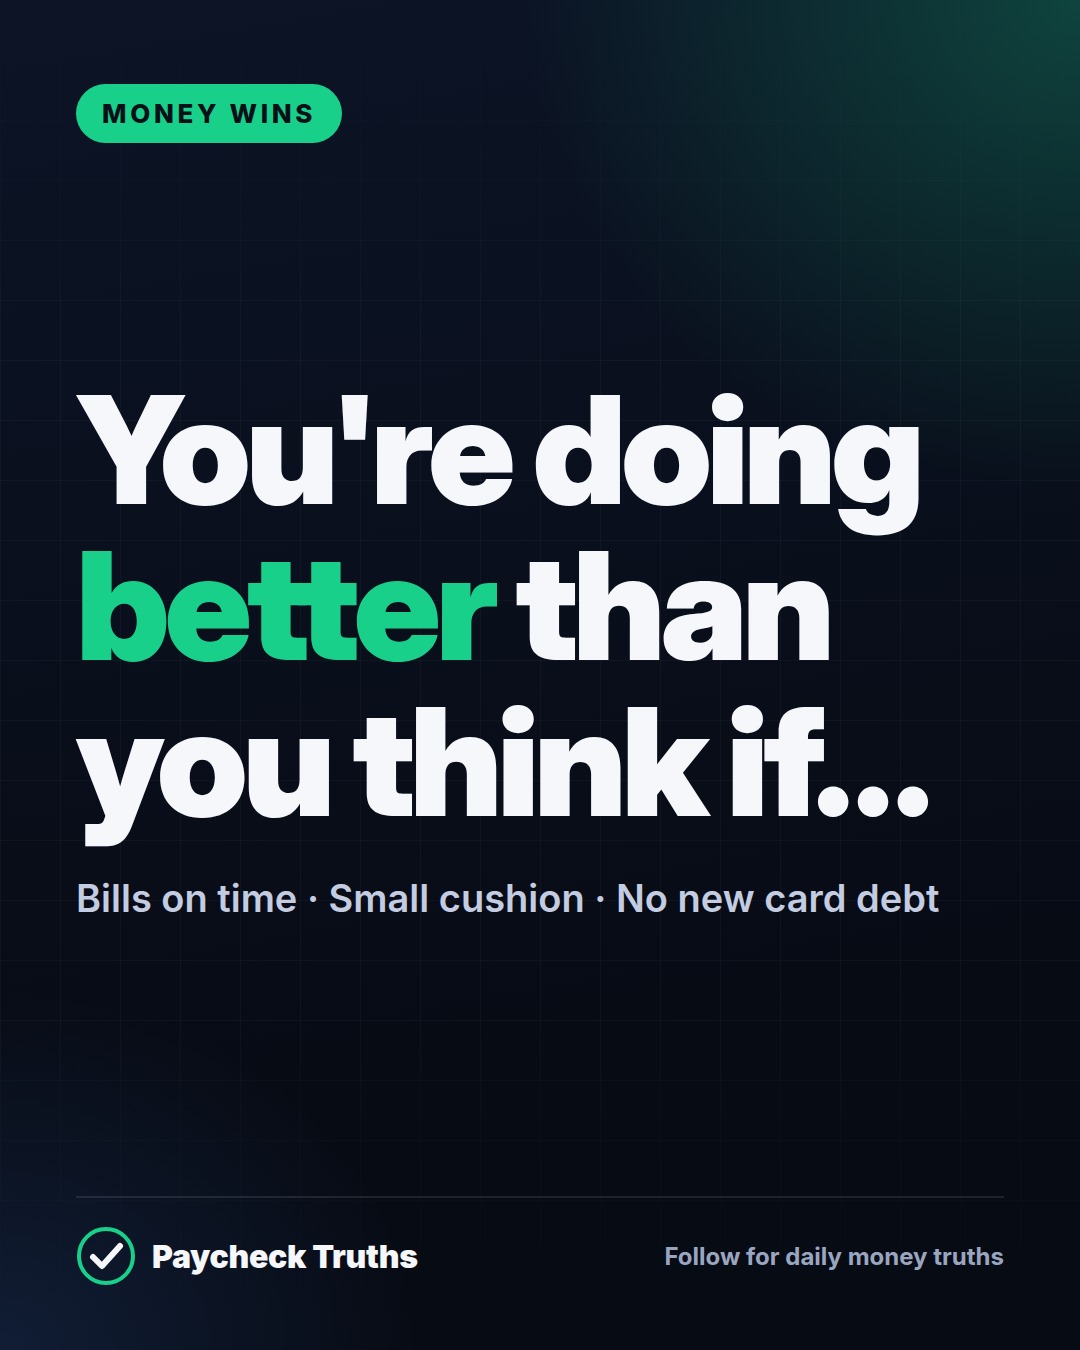 MONEY WINS
You're doing
better than
you think if...
Bills on time · Small cushion · No new card debt
Paycheck Truths
Follow for daily money truths